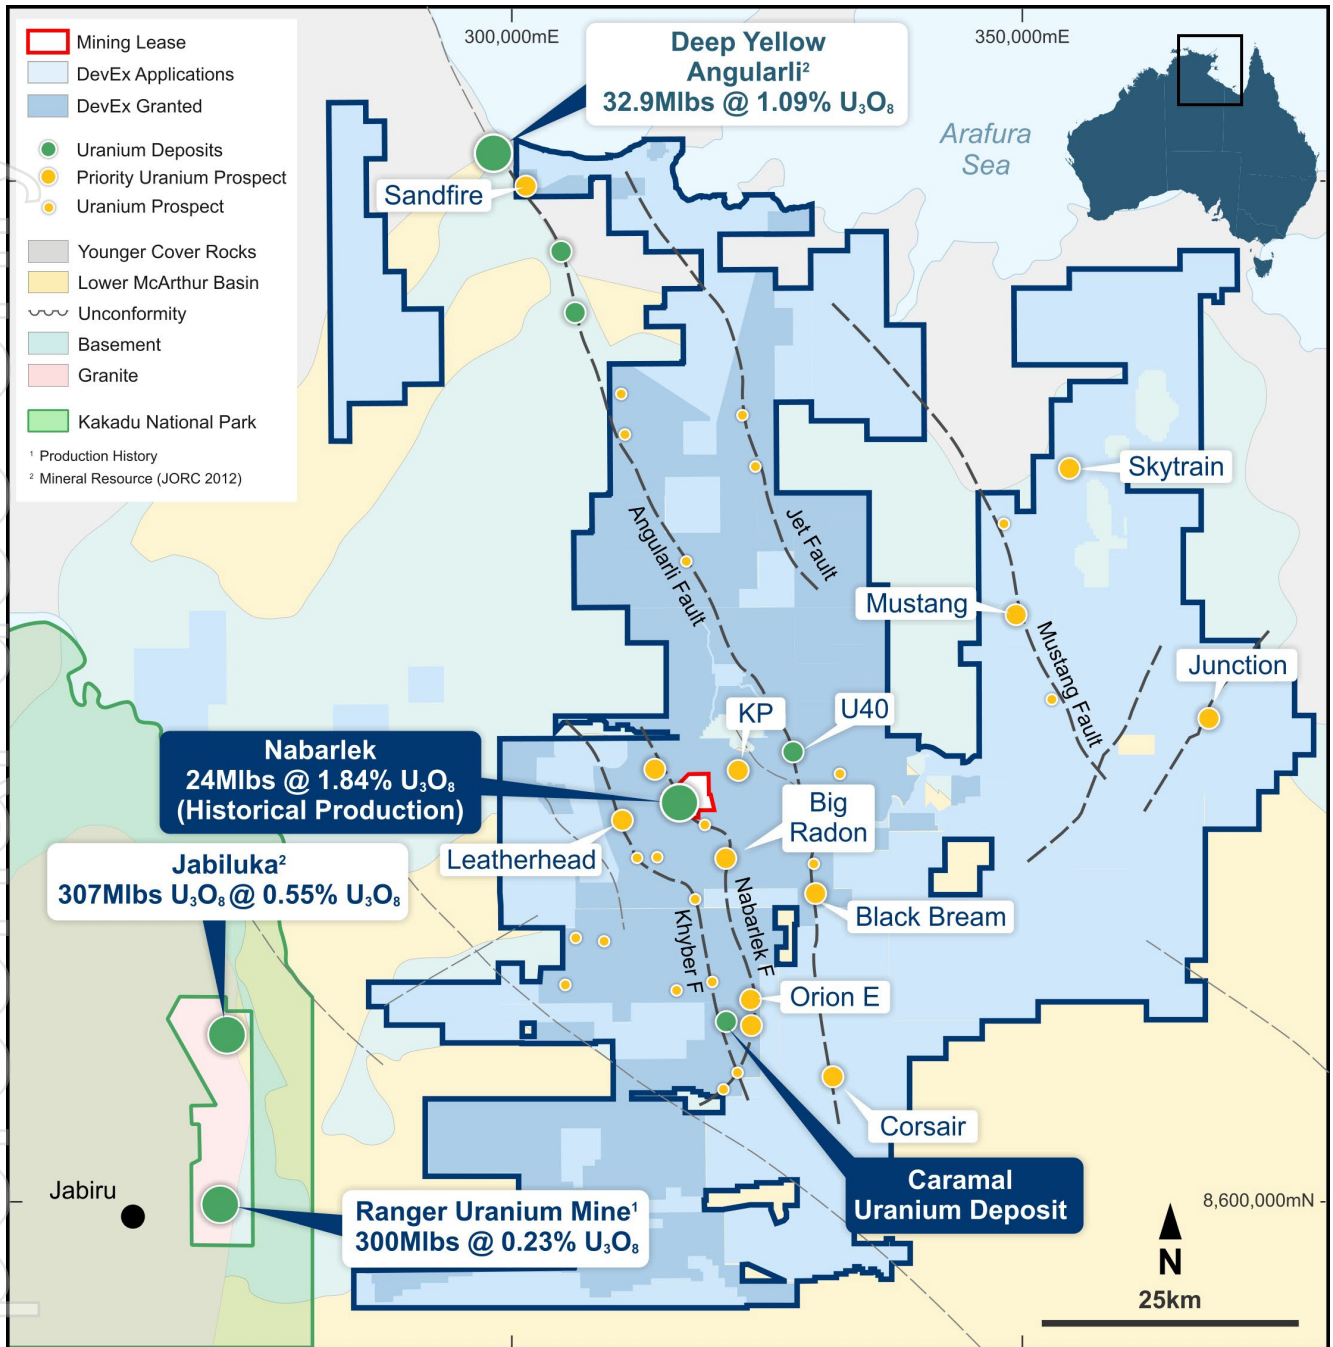 Mining Lease
DevEx Applications
DevEx Granted
Uranium Deposits
Priority Uranium Prospect
Uranium Prospect
Younger Cover Rocks
Lower McArthur Basin
Unconformity
Basement
Granite
Kakadu National Park
¹ Production History
² Mineral Resource (JORC 2012)
300,000mE
350,000mE
Deep Yellow
Angularli²
32.9Mlbs @ 1.09% U₃O₈
Arafura
Sea
Sandfire
Skytrain
Angularli Fault
Jet Fault
Mustang
Mustang Fault
Junction
KP
U40
Nabarlek
24Mlbs @ 1.84% U₃O₈
(Historical Production)
Big
Radon
Leatherhead
Jabiluka²
307Mlbs U₃O₈ @ 0.55% U₃O₈
Black Bream
Khyber F
Nabarlek F
Orion E
Corsair
Caramal
Uranium Deposit
Jabiru
Ranger Uranium Mine¹
300Mlbs @ 0.23% U₃O₈
8,600,000mN
N
25km